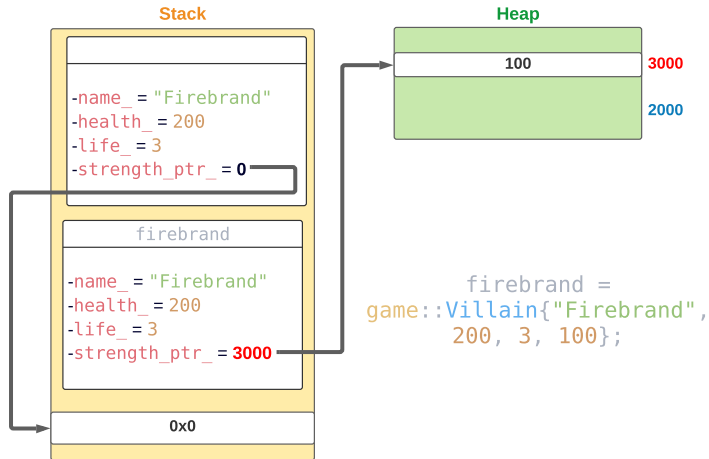 Stack
-name_ = "Firebrand"
-health_ = 200
-life_ = 3
-strength_ptr_ = 0
firebrand
-name_ = "Firebrand"
-health_ = 200
-life_ = 3
-strength_ptr_ = 3000
0x0
Heap
100
3000
2000
firebrand =
game::Villain{"Firebrand",
200, 3, 100};